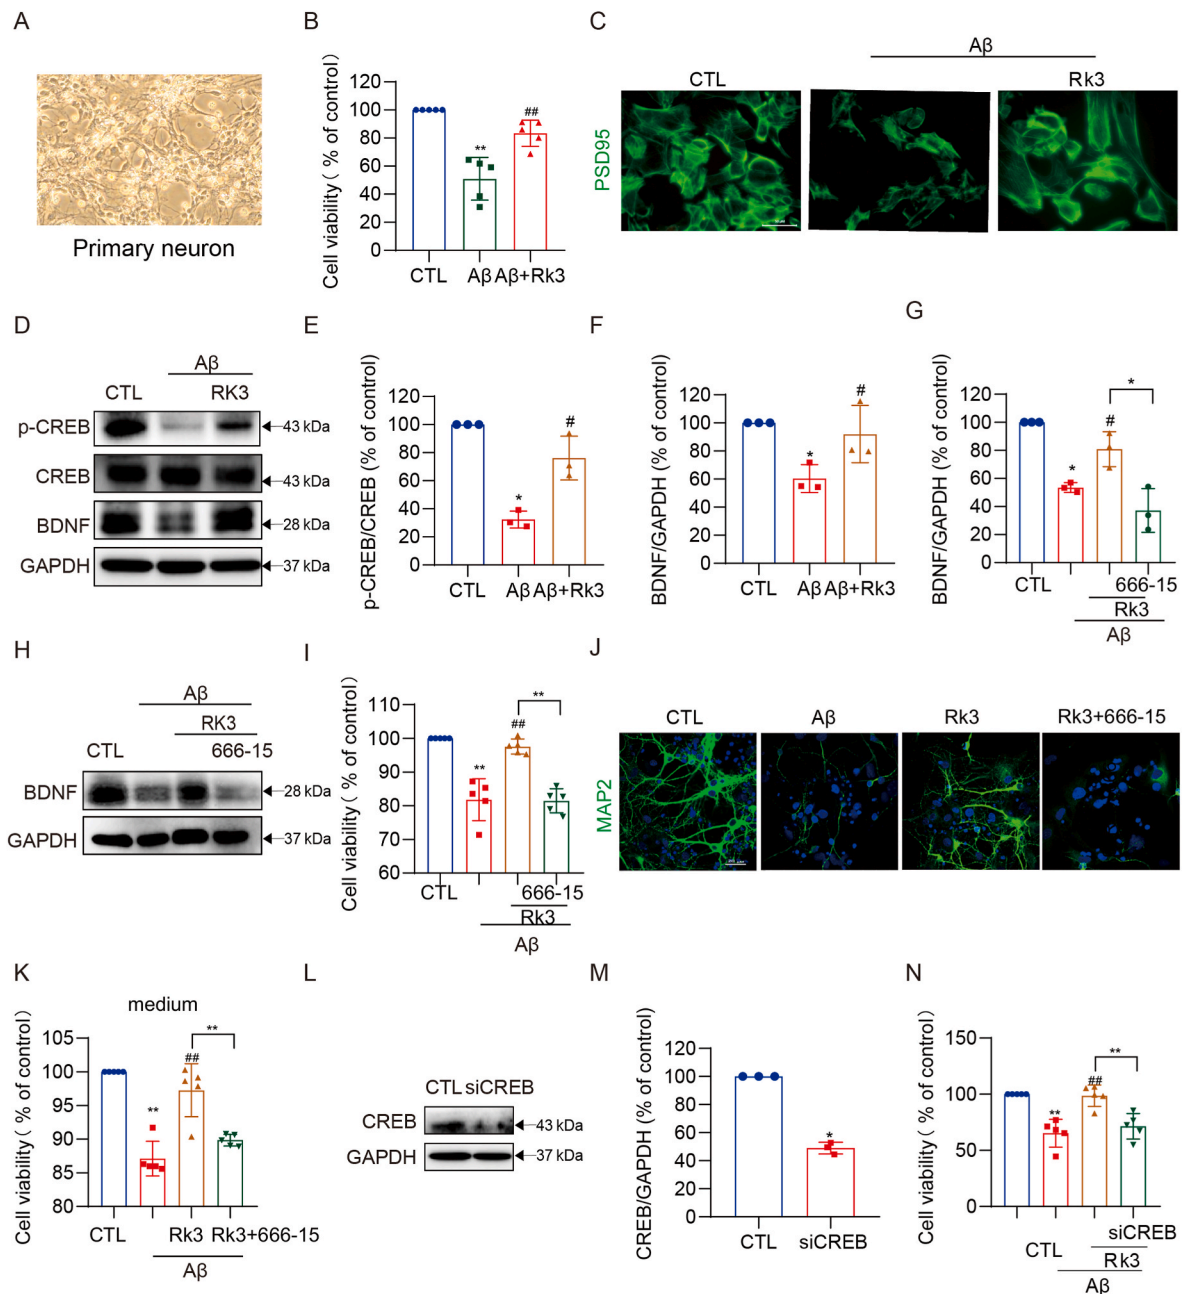 A
Primary neuron
B
Cell viability ( % of control)
120
100
80
60
40
20
0
**
##
CTL
Aβ
Aβ+Rk3
C
Aβ
CTL
Rk3
PSD95
D
Aβ
CTL
RK3
p-CREB
43 kDa
CREB
43 kDa
BDNF
28 kDa
GAPDH
37 kDa
E
p-CREB/CREB (% of control)
120
100
80
60
40
20
0
*
#
CTL
Aβ
Aβ+Rk3
F
BDNF/GAPDH (% of control)
120
100
80
60
40
20
0
*
#
CTL
Aβ
Aβ+Rk3
G
BDNF/GAPDH (% of control)
120
100
80
60
40
20
0
*
#
*
CTL
666-15
Rk3
Aβ
H
Aβ
RK3
CTL
666-15
BDNF
28 kDa
GAPDH
37 kDa
I
Cell viability ( % of control)
110
100
90
80
70
60
**
##
**
CTL
666-15
Rk3
Aβ
J
CTL
Aβ
Rk3
Rk3+666-15
MAP2
K
medium
Cell viability ( % of control)
105
100
95
90
85
80
**
##
**
CTL
Rk3
Rk3+666-15
Aβ
L
CTL siCREB
CREB
43 kDa
GAPDH
37 kDa
M
CREB/GAPDH (% of control)
120
100
80
60
40
20
0
*
CTL
siCREB
N
Cell viability ( % of control)
150
100
50
0
**
##
**
siCREB
CTL
Rk3
Aβ